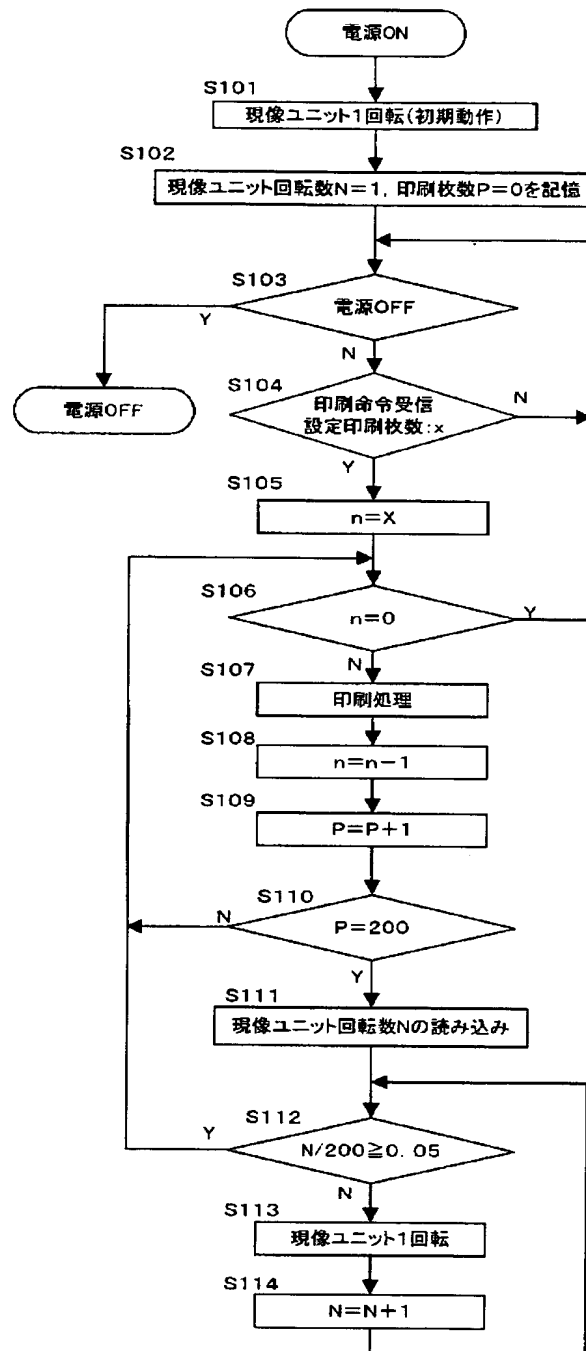 電源ON
S101
現像ユニット1回転(初期動作)
S102
現像ユニット回転数N=1, 印刷枚数P=0を記憶
S103
電源OFF
Y
N
電源OFF
S104
印刷命令受信
設定印刷枚数:x
N
Y
S105
n=X
S106
n=0
Y
N
S107
印刷処理
S108
n=n-1
S109
P=P+1
S110
N
P=200
Y
S111
現像ユニット回転数Nの読み込み
S112
Y
N/200≧0.05
N
S113
現像ユニット1回転
S114
N=N+1